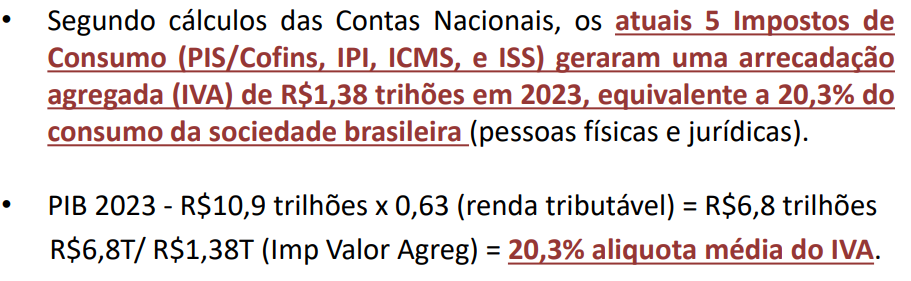 • Segundo cálculos das Contas Nacionais, os atuais 5 Impostos de
Consumo (PIS/Cofins, IPI, ICMS, e ISS) geraram uma arrecadação
agregada (IVA) de R$1,38 trihões em 2023, equivalente a 20,3% do
consumo da sociedade brasileira (pessoas físicas e jurídicas).
• PIB 2023 - R$10,9 trilhões x 0,63 (renda tributável) = R$6,8 trilhões
R$6,8T/ R$1,38T (Imp Valor Agreg) = 20,3% aliquota média do IVA.